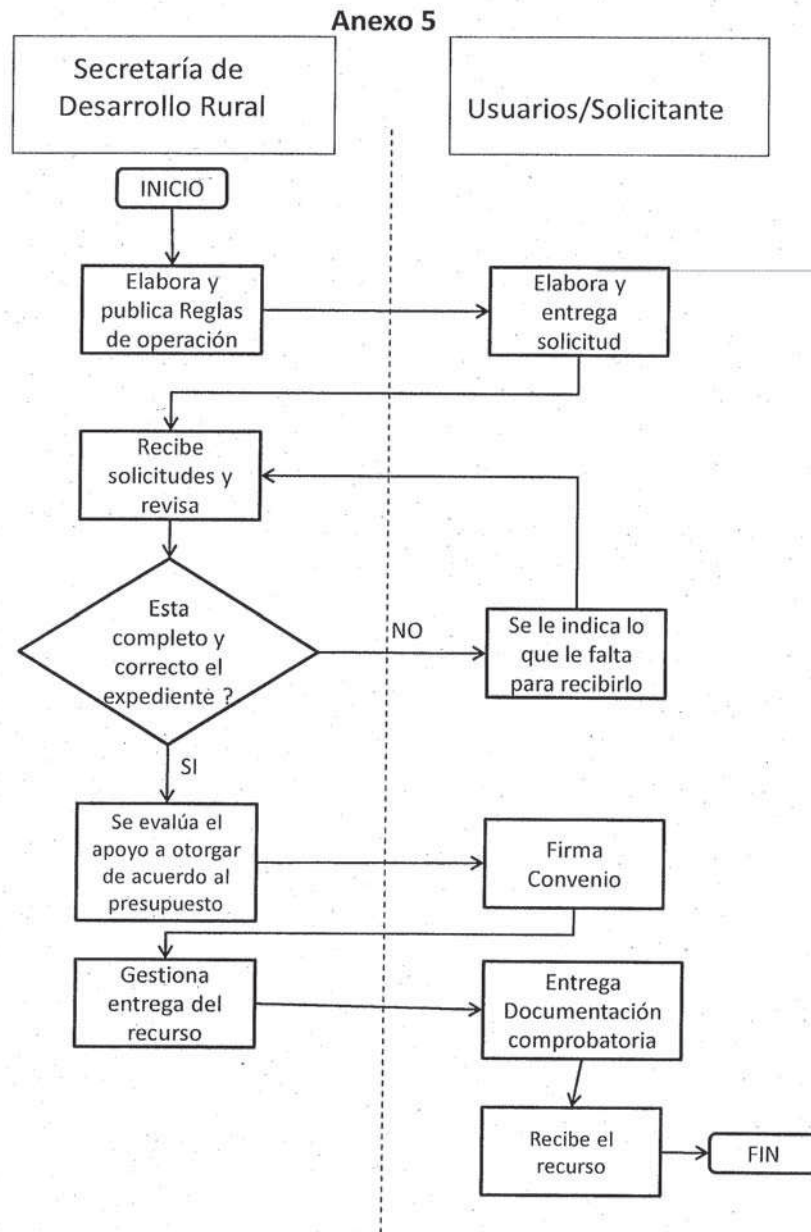 Anexo 5
Secretaría de
Desarrollo Rural
Usuarios/Solicitante
INICIO
Elabora y
publica Reglas
de operación
Elabora y
entrega
solicitud
Recibe
solicitudes y
revisa
Esta
completo y
correcto el
expediente ?
NO
Se le indica lo
que le falta
para recibirlo
SI
Se evalúa el
apoyo a otorgar
de acuerdo al
presupuesto
Firma
Convenio
Gestiona
entrega del
recurso
Entrega
Documentación
comprobatoria
Recibe el
recurso
FIN